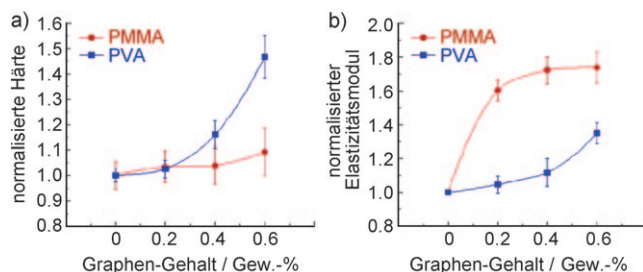 a)
1.6
1.5
1.4
1.3
1.2
1.1
1.0
0.9
0.8
normalisierte Härte
PMMA
PVA
0 0.2 0.4 0.6
Graphen-Gehalt / Gew.-%
b)
2.0
1.8
1.6
1.4
1.2
1.0
0.8
normalisierter
Elastizitätsmodul
PMMA
PVA
0 0.2 0.4 0.6
Graphen-Gehalt / Gew.-%